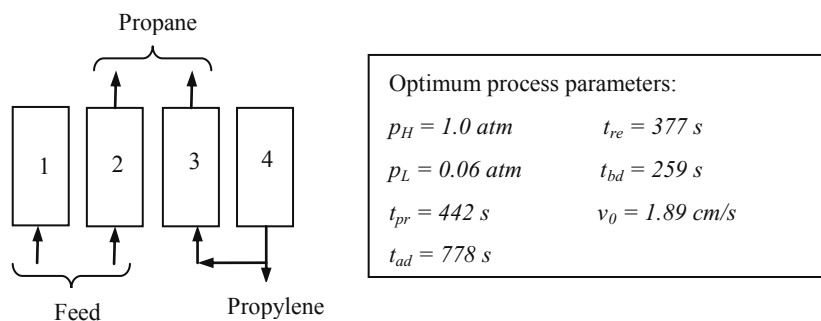 Propane
1
2
3
4
Feed
Propylene
Optimum process parameters:
p_H = 1.0 atm
t_re = 377 s
p_L = 0.06 atm
t_bd = 259 s
t_pr = 442 s
v_0 = 1.89 cm/s
t_ad = 778 s